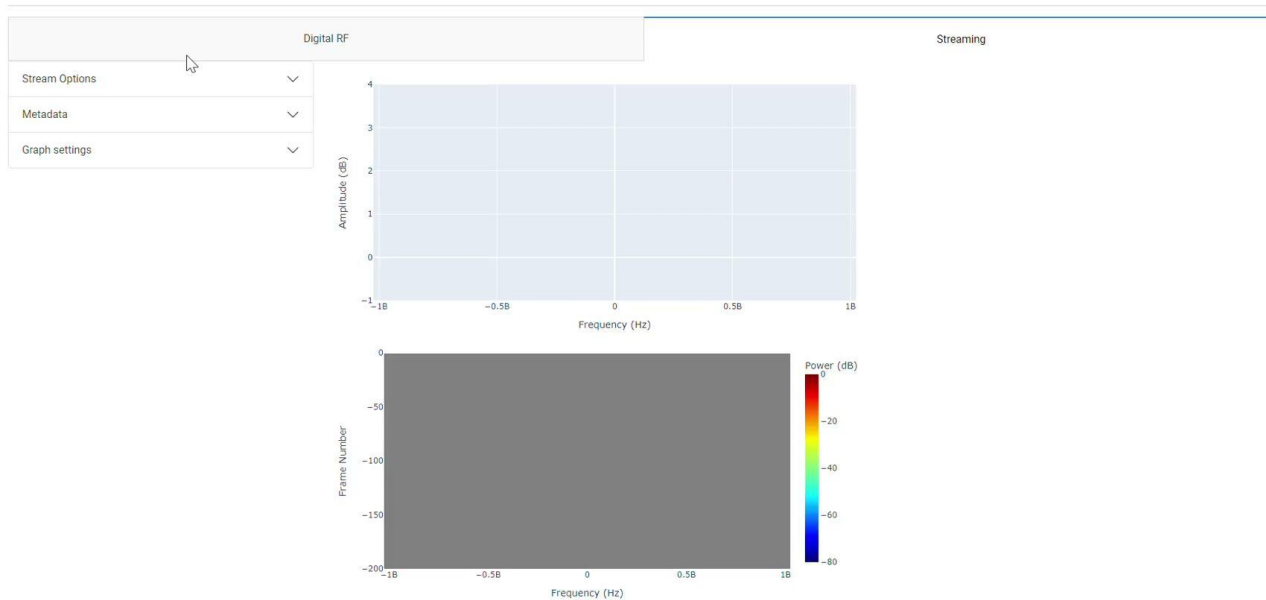 Digital RF
Streaming
Stream Options
Metadata
Graph settings
4
3
2
1
0
−1
Amplitude (dB)
−1B
−0.5B
0
0.5B
1B
Frequency (Hz)
0
−50
−100
−150
−200
Frame Number
−1B
−0.5B
0
0.5B
1B
Frequency (Hz)
Power (dB)
0
−20
−40
−60
−80